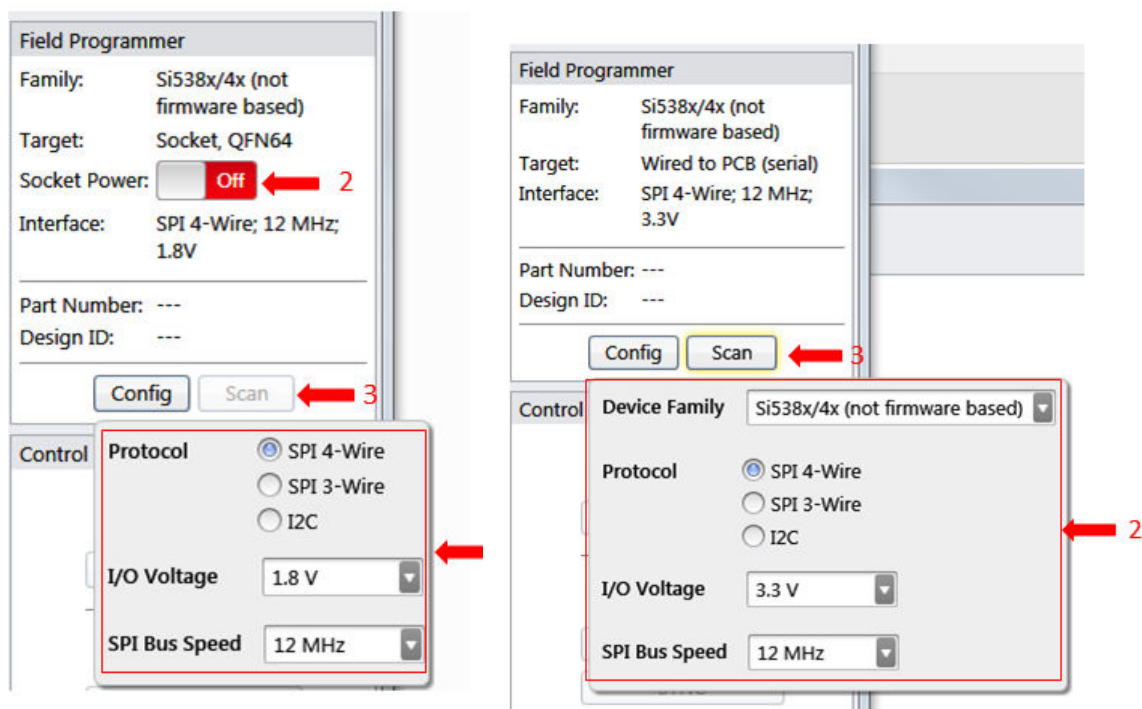 Field Programmer
Family: Si538x/4x (not
firmware based)
Target: Socket, QFN64
Socket Power: Off 2
Interface: SPI 4-Wire; 12 MHz;
1.8V
Part Number: ---
Design ID: ---
Config Scan 3
Control
Protocol SPI 4-Wire
SPI 3-Wire
I2C
I/O Voltage 1.8 V
SPI Bus Speed 12 MHz
Field Programmer
Family: Si538x/4x (not
firmware based)
Target: Wired to PCB (serial)
Interface: SPI 4-Wire; 12 MHz;
3.3V
Part Number: ---
Design ID: ---
Config Scan 3
Control
Device Family Si538x/4x (not firmware based)
Protocol SPI 4-Wire
SPI 3-Wire
I2C
2
I/O Voltage 3.3 V
SPI Bus Speed 12 MHz